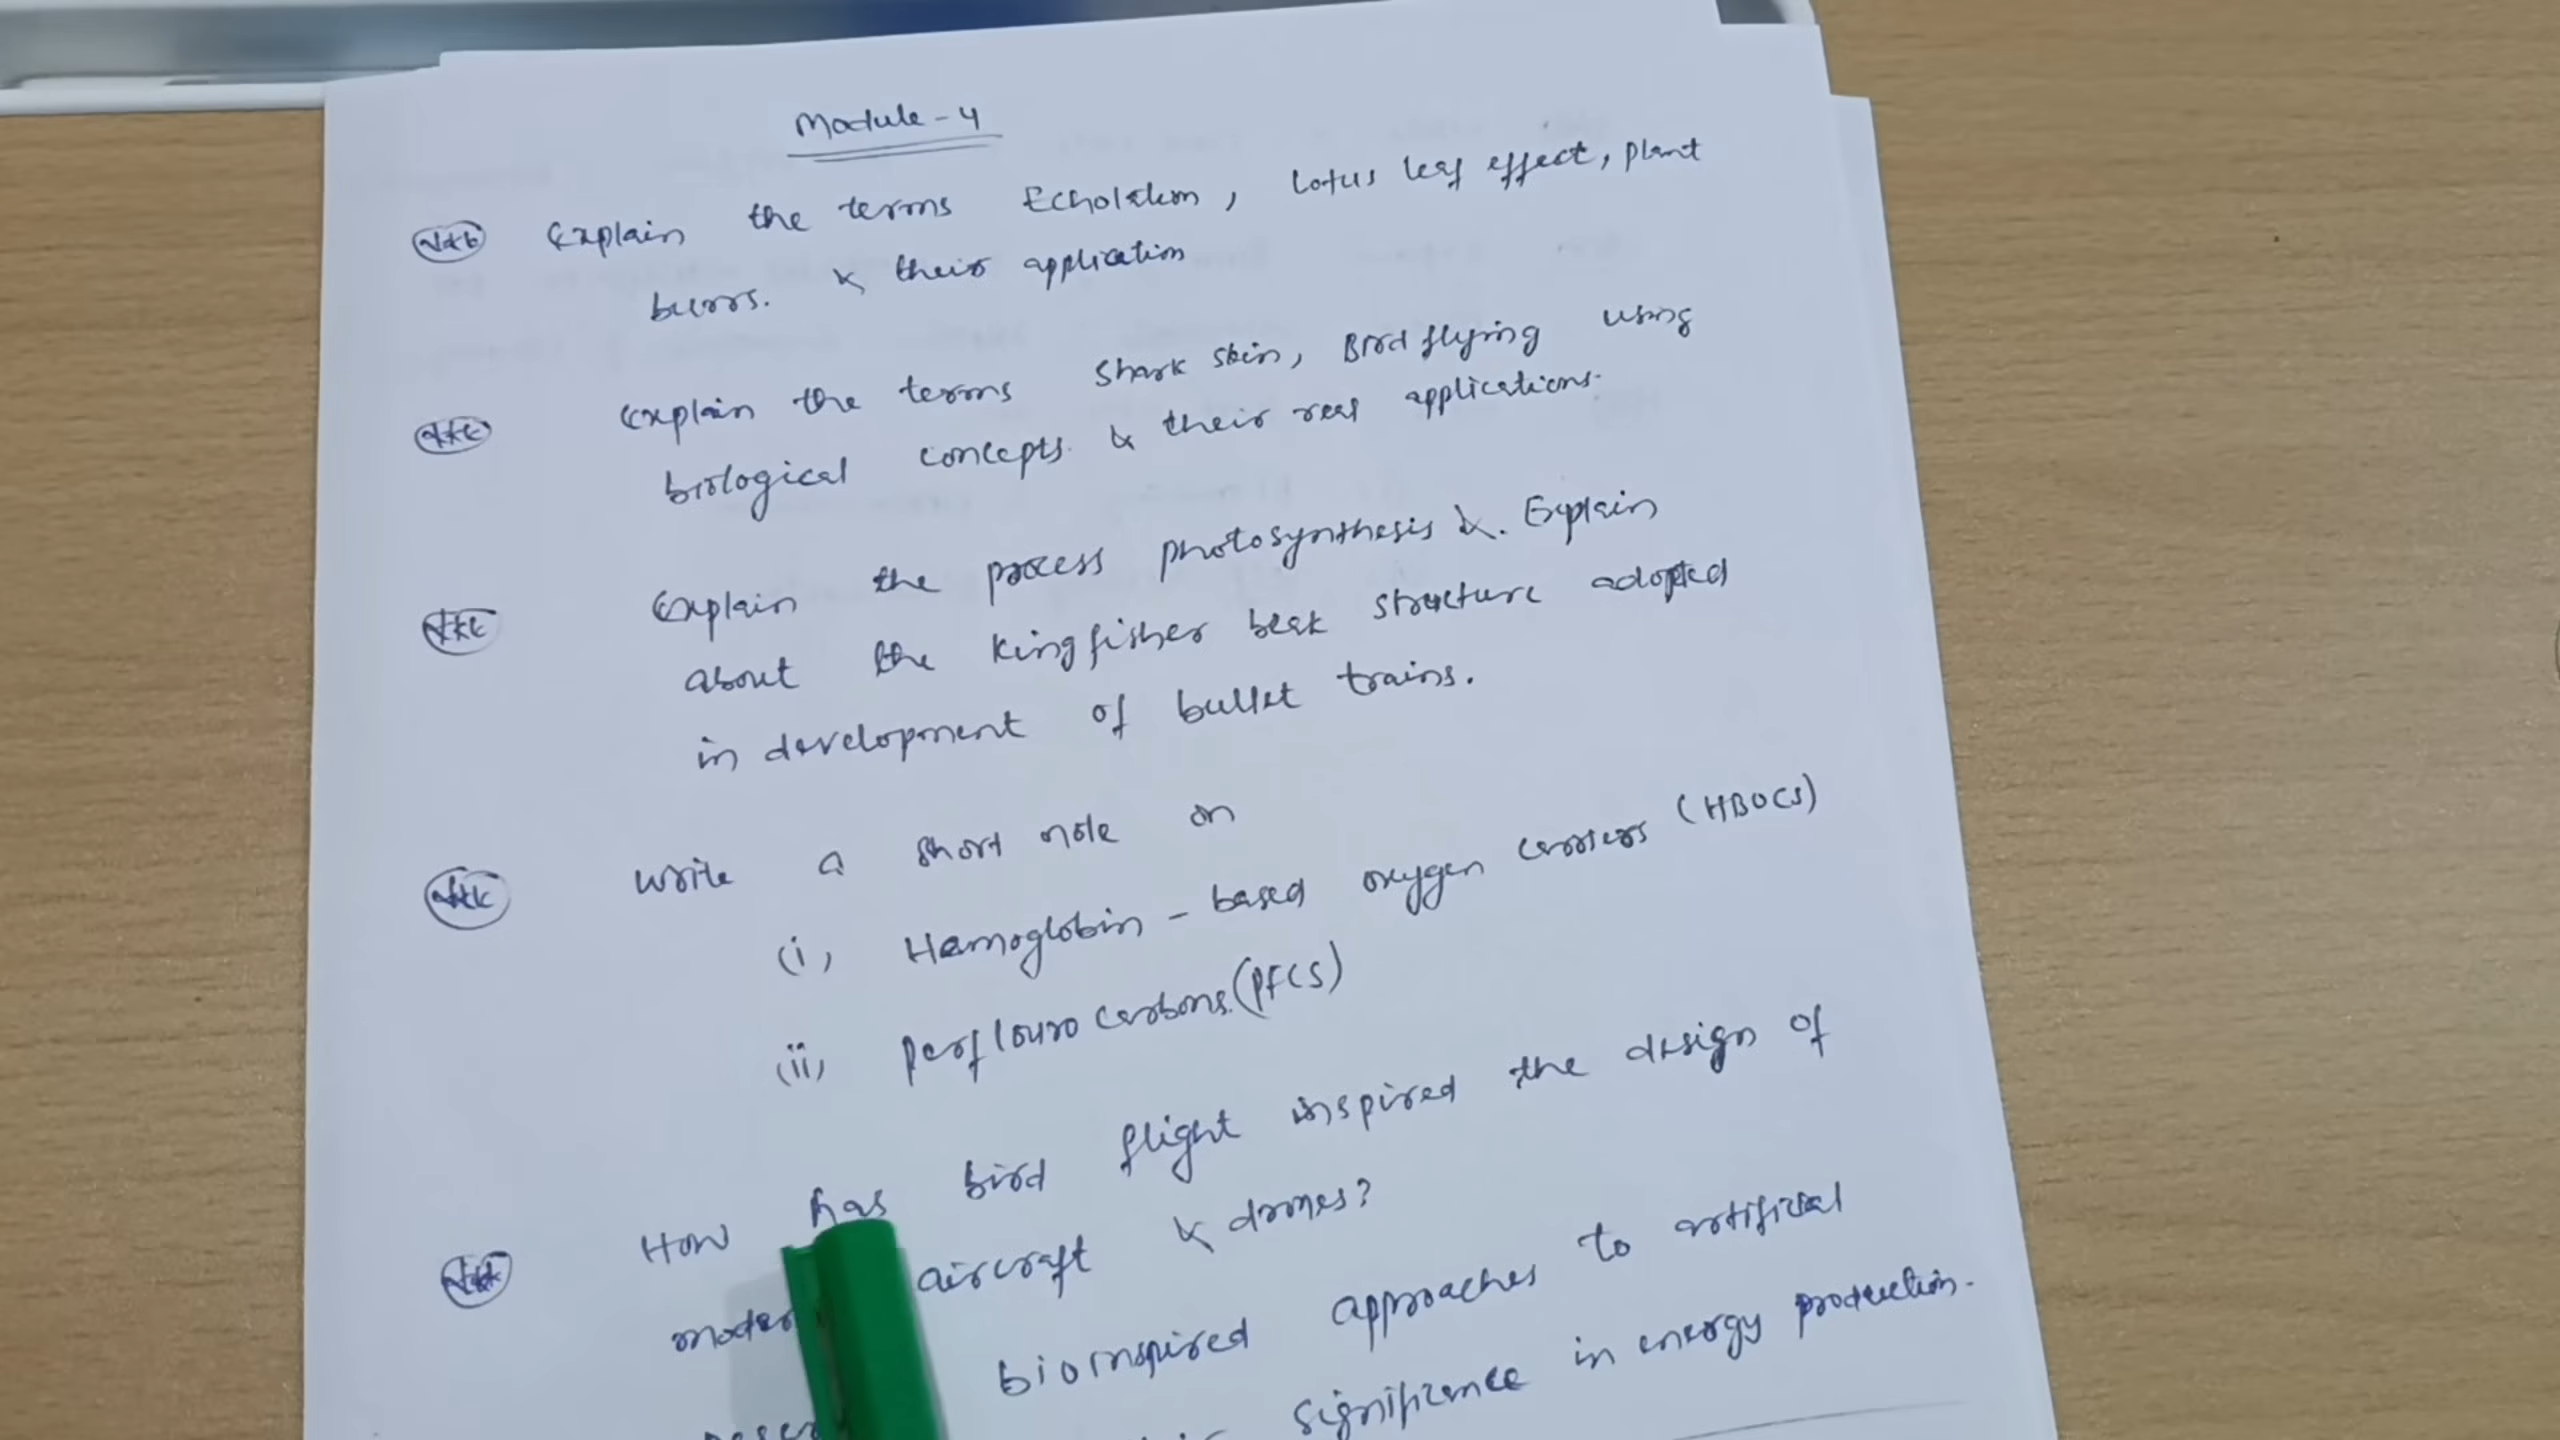 Module - 4
Explain the terms Echolation, Lotus leaf effect, plant
burrs. & their application
Explain the terms Shark skin, Bird flying using
biological concepts. & their real applications.
Explain the process photosynthesis &. Explain
about the kingfisher beak structure adopted
in development of bullet trains.
Write a short note on
(i) Hemoglobin - based oxygen carriers (HBOCS)
(ii) perflouro carbons. (PFCS)
How has bird flight inspired the design of
aircraft & drones?
bioinspired approaches to artificial
significance in energy production.